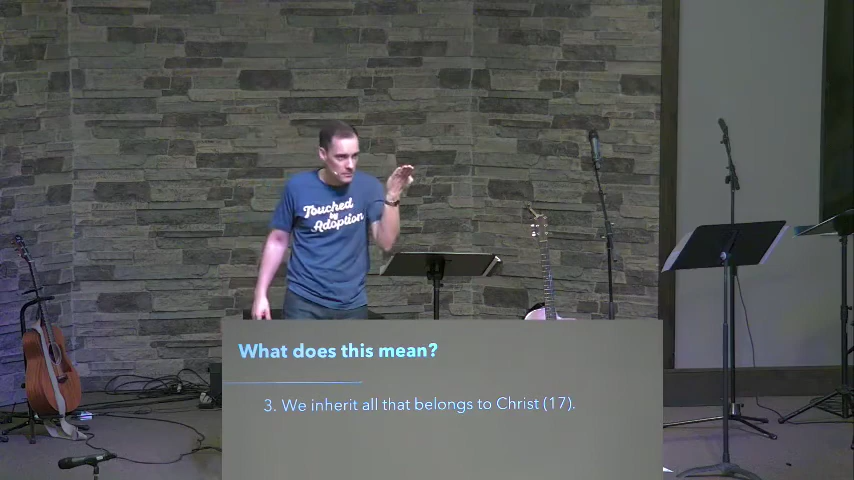 Touched
by
Adoption
What does this mean?
3. We inherit all that belongs to Christ (17).